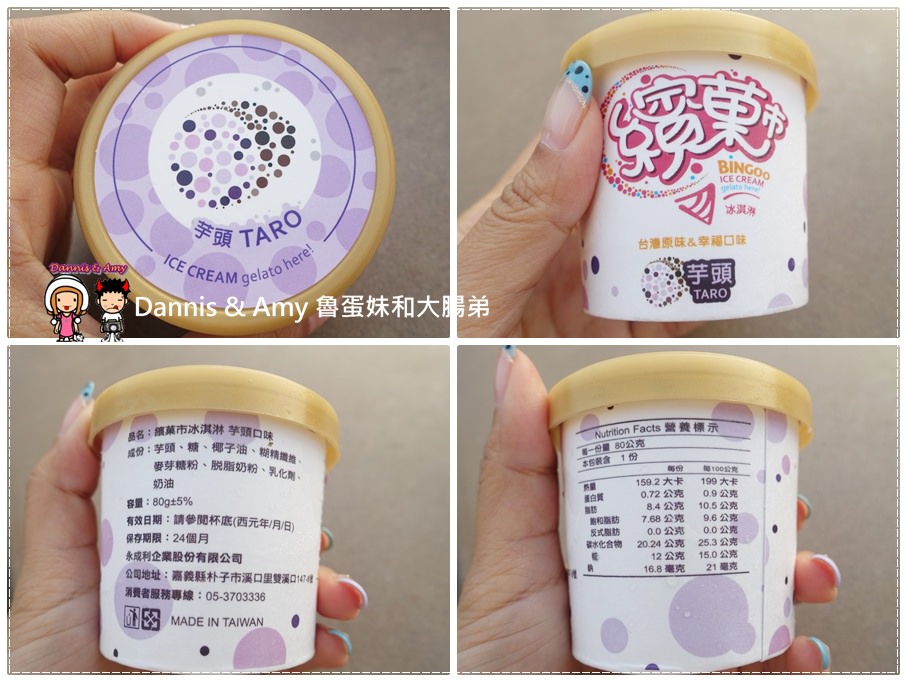 芋頭 TARO
ICE CREAM gelato here!
Dannis & Amy
Dannis & Amy 魯蛋妹和大腸弟
繽菓市
BINGOo
ICE CREAM
gelato here!
冰淇淋
台灣原味&幸福口味
芋頭
TARO
品名：繽菓市冰淇淋 芋頭口味
成份：芋頭、糖、椰子油、糊精纖維、
麥芽糖粉、脱脂奶粉、乳化劑、
奶油
容量：80g±5%
有效日期：請參閱杯底(西元年/月/日)
保存期限：24個月
永成利企業股份有限公司
公司地址：嘉義縣朴子市溪口里雙溪口147-8號
消費者服務專線：05-3703336
MADE IN TAIWAN
Nutrition Facts 營養標示
每一份量 80公克
本包裝含 1 份
每份 每100公克
熱量 159.2 大卡 199 大卡
蛋白質 0.72 公克 0.9 公克
脂肪 8.4 公克 10.5 公克
飽和脂肪 7.68 公克 9.6 公克
反式脂肪 0.0 公克 0.0 公克
碳水化合物 20.24 公克 25.3 公克
糖 12 公克 15.0 公克
鈉 16.8 毫克 21 毫克